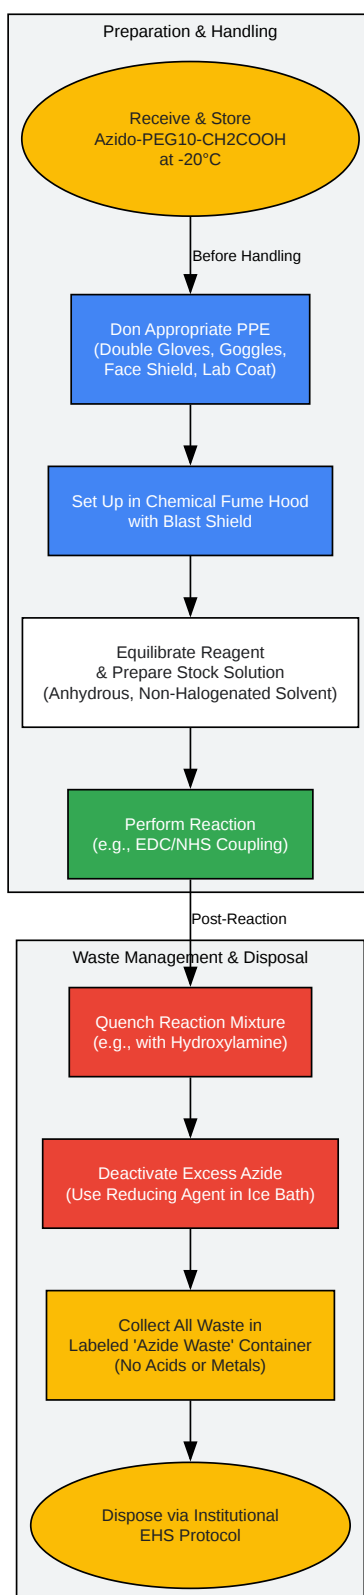 Preparation & Handling
Receive & Store
Azido-PEG10-CH2COOH
at -20°C
Before Handling
Don Appropriate PPE
(Double Gloves, Goggles,
Face Shield, Lab Coat)
Set Up in Chemical Fume Hood
with Blast Shield
Equilibrate Reagent
& Prepare Stock Solution
(Anhydrous, Non-Halogenated Solvent)
Perform Reaction
(e.g., EDC/NHS Coupling)
Post-Reaction
Waste Management & Disposal
Quench Reaction Mixture
(e.g., with Hydroxylamine)
Deactivate Excess Azide
(Use Reducing Agent in Ice Bath)
Collect All Waste in
Labeled 'Azide Waste' Container
(No Acids or Metals)
Dispose via Institutional
EHS Protocol